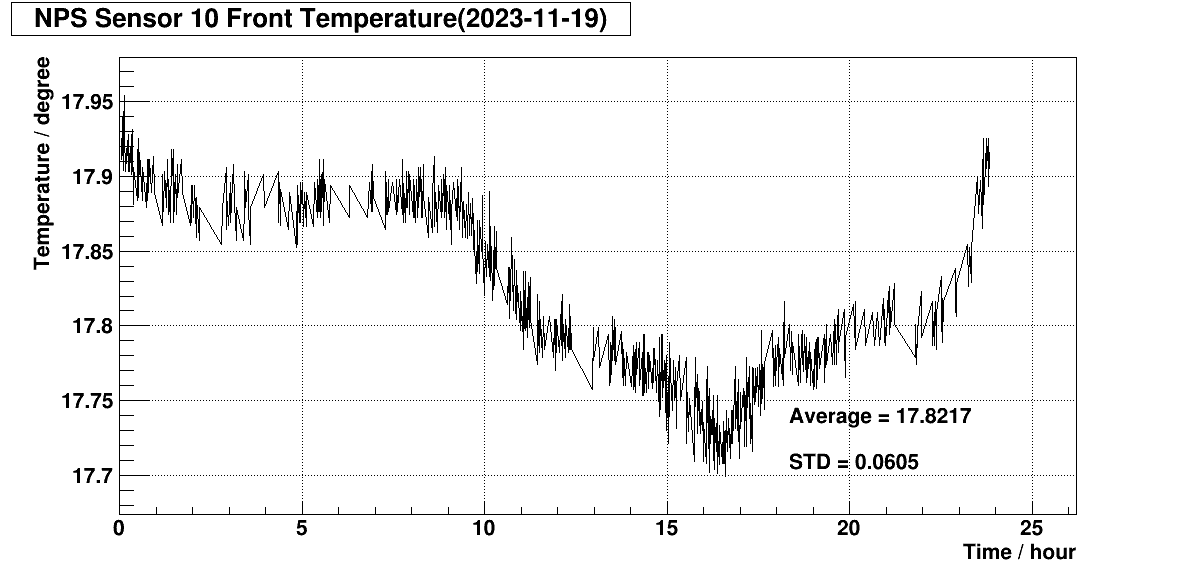 NPS Sensor 10 Front Temperature(2023-11-19)
Temperature / degree
17.95
17.9
17.85
17.8
17.75
17.7
Average = 17.8217
STD = 0.0605
0 5 10 15 20 25
Time / hour